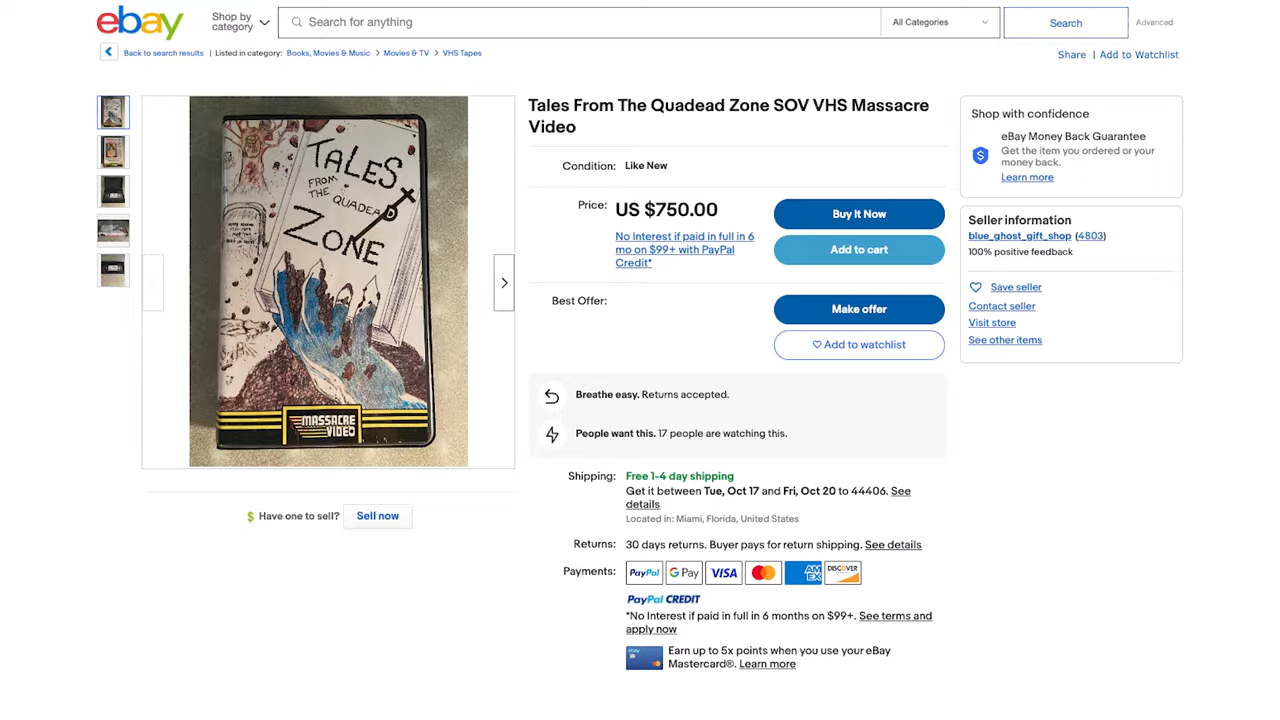 ebay
Shop by
category
Search for anything
All Categories
Search
Advanced
Back to search results | Listed in category: Books, Movies & Music > Movies & TV > VHS Tapes
Share | Add to Watchlist
TALES
FROM
THE QUADEAD
ZONE
MASSACRE
VIDEO
$ Have one to sell? Sell now
Tales From The Quadead Zone SOV VHS Massacre
Video
Condition: Like New
Price: US $750.00
No Interest if paid in full in 6
mo on $99+ with PayPal
Credit*
Buy It Now
Add to cart
Best Offer:
Make offer
Add to watchlist
Breathe easy. Returns accepted.
People want this. 17 people are watching this.
Shipping: Free 1-4 day shipping
Get it between Tue, Oct 17 and Fri, Oct 20 to 44406. See
details
Located in: Miami, Florida, United States
Returns: 30 days returns. Buyer pays for return shipping. See details
Payments: PayPal G Pay VISA AM EX DISCOVER
PayPal CREDIT
*No Interest if paid in full in 6 months on $99+. See terms and
apply now
Earn up to 5x points when you use your eBay
Mastercard®. Learn more
Shop with confidence
eBay Money Back Guarantee
Get the item you ordered or your
money back.
Learn more
Seller information
blue_ghost_gift_shop (4803)
100% positive feedback
Save seller
Contact seller
Visit store
See other items